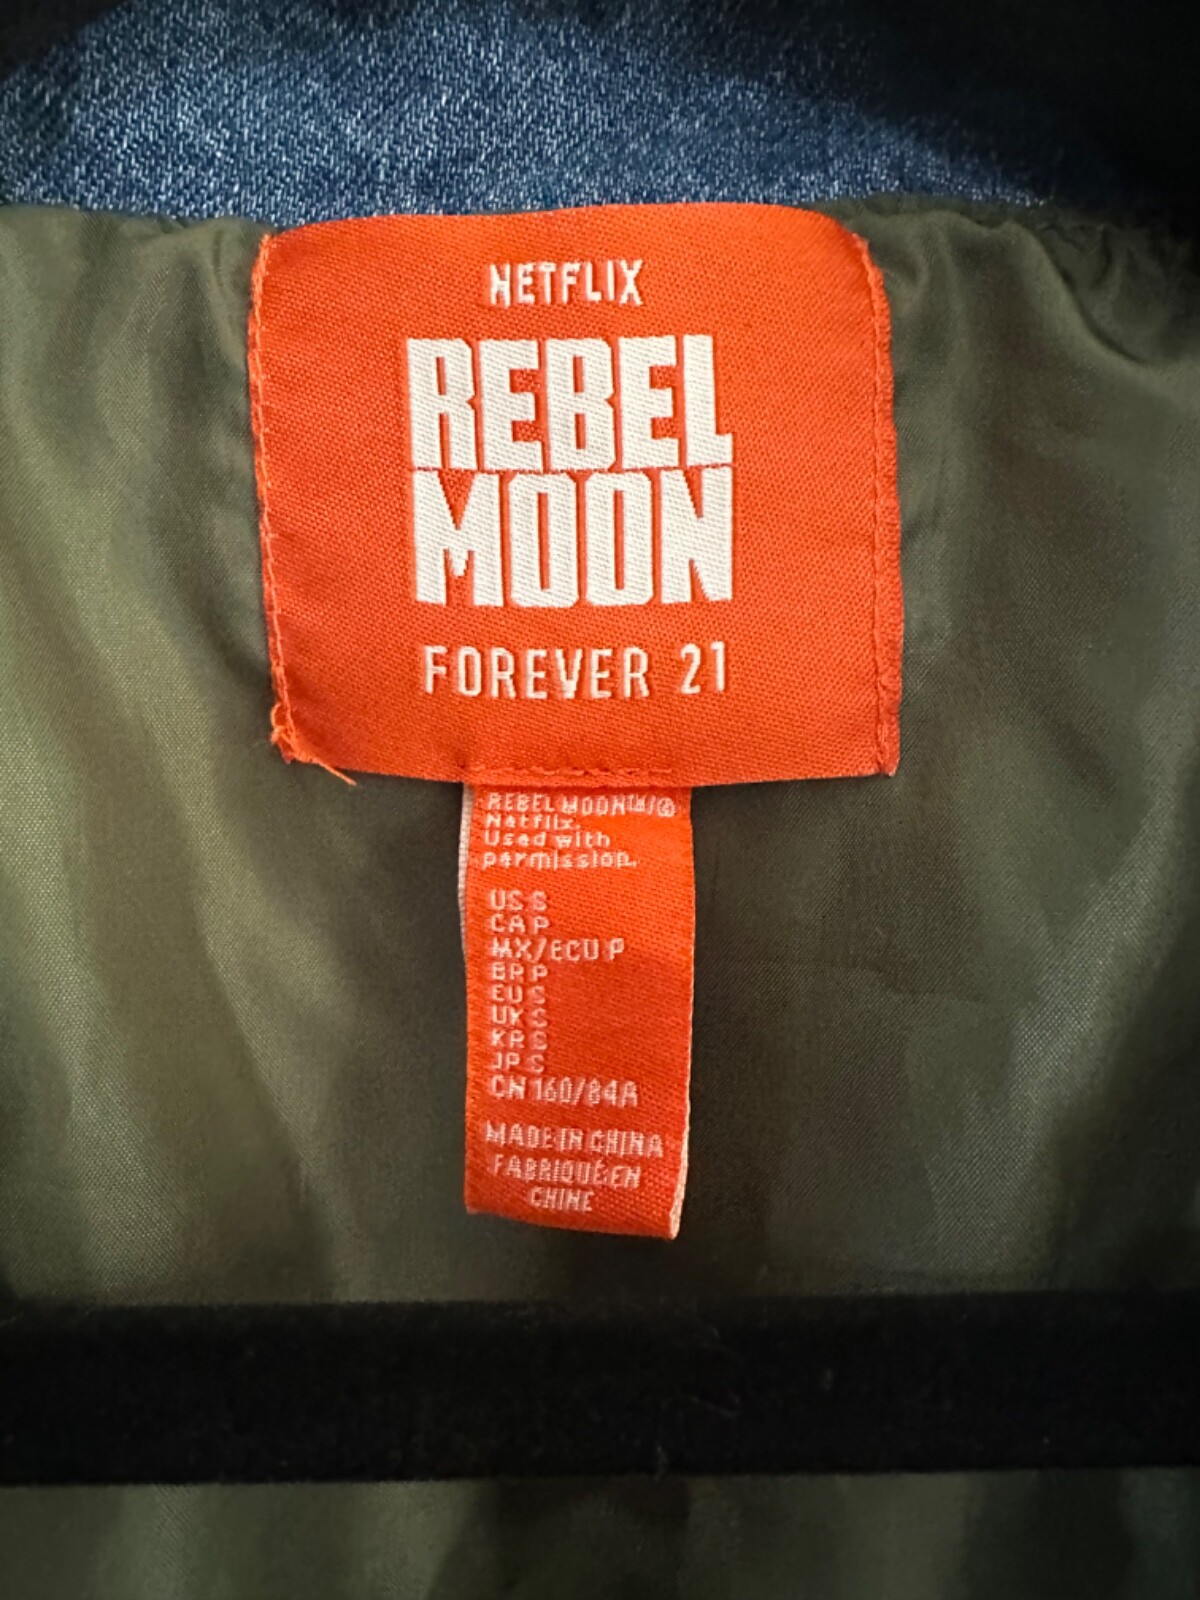 NETFLIX
REBEL
MOON
FOREVER 21
REBEL MOON™/©
Netflix.
Used with
permission.
US S
CA P
MX/ECU P
BR P
EU S
UK S
KR S
JP S
CN 160/84A
MADE IN CHINA
FABRIQUÉ EN
CHINE